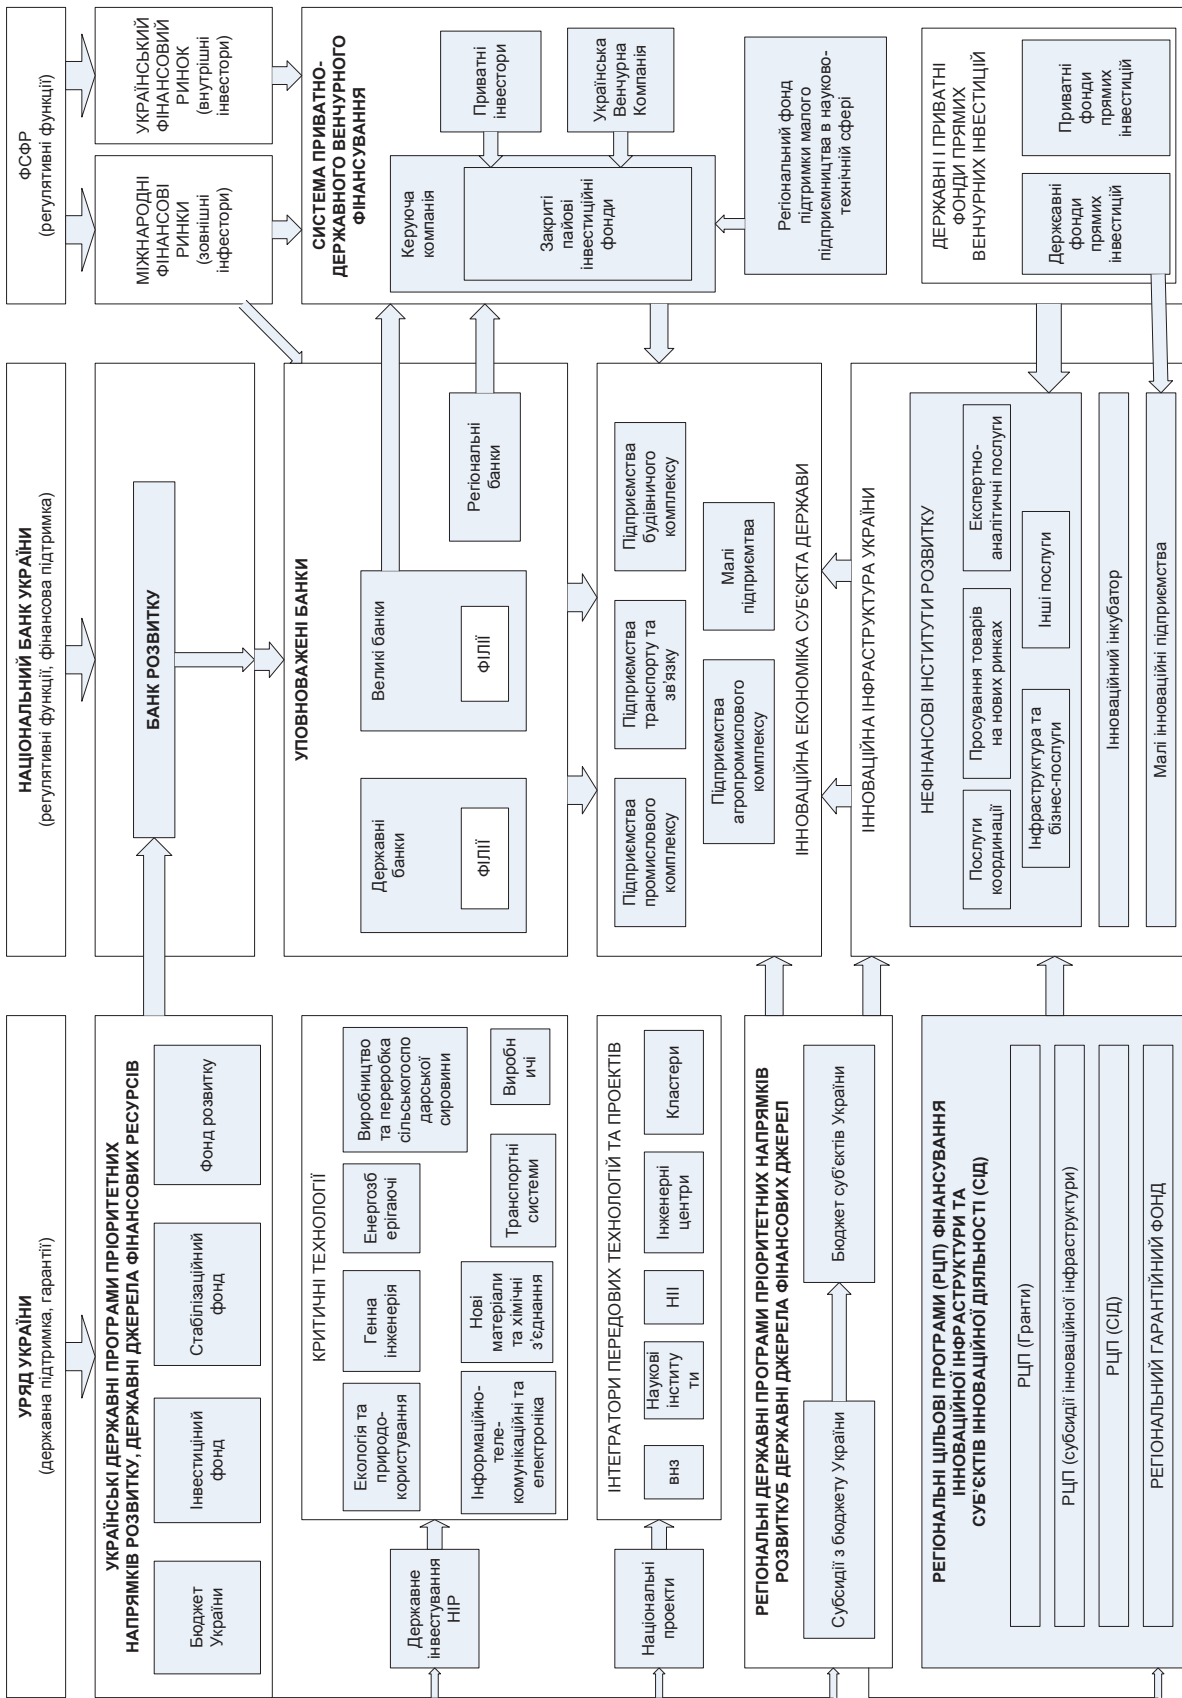 УРЯД УКРАЇНИ
(державна підтримка, гарантії)
УКРАЇНСЬКІ ДЕРЖАВНІ ПРОГРАМИ ПРІОРИТЕТНИХ
НАПРЯМКІВ РОЗВИТКУ, ДЕРЖАВНІ ДЖЕРЕЛА ФІНАНСОВИХ РЕСУРСІВ
Бюджет
України
Інвестиціний
фонд
Стабілізаційний
фонд
Фонд розвитку
Державне
інвестування
НІР
КРИТИЧНІ ТЕХНОЛОГІЇ
Екологія та
природо-
користування
Генна
інженерія
Енергозб
ерігаючі
Виробництво
та переробка
сільськогоспо
дарської
сировини
Інформаційно-
теле-
комунікаційні та
електроніка
Нові
матеріали
та хімічні
з'єднання
Транспортні
системи
Виробн
ичі
Національні
проекти
ІНТЕГРАТОРИ ПЕРЕДОВИХ ТЕХНОЛОГІЙ ТА ПРОЕКТІВ
внз
Наукові
інститу
ти
НІІ
Інженерні
центри
Кластери
РЕГІОНАЛЬНІ ДЕРЖАВНІ ПРОГРАМИ ПРІОРИТЕТНИХ НАПРЯМКІВ
РОЗВИТКУБ ДЕРЖАВНІ ДЖЕРЕЛА ФІНАНСОВИХ ДЖЕРЕЛ
Субсидії з бюджету України
Бюджет суб'єктів України
РЕГІОНАЛЬНІ ЦІЛЬОВІ ПРОГРАМИ (РЦП) ФІНАНСУВАННЯ
ІННОВАЦІЙНОЇ ІНФРАСТРУКТУРИ ТА
СУБ'ЄКТІВ ІННОВАЦІЙНОЇ ДІЯЛЬНОСТІ (СІД)
РЦП (Гранти)
РЦП (субсидії інноваційної інфраструктури)
РЦП (СІД)
РЕГІОНАЛЬНИЙ ГАРАНТІЙНИЙ ФОНД
НАЦІОНАЛЬНИЙ БАНК УКРАЇНИ
(регулятивні функції, фінансова підтримка)
БАНК РОЗВИТКУ
УПОВНОВАЖЕНІ БАНКИ
Державні
банки
ФІЛІЇ
Великі банки
ФІЛІЇ
Регіональні
банки
Підприємства
промислового
комплексу
Підприємства
транспорту та
зв'язку
Підприємства
будівничого
комплексу
Підприємства
агропромислового
комплексу
Малі
підприємтва
ІННОВАЦІЙНА ЕКОНОМІКА СУБ'ЄКТА ДЕРЖАВИ
ІННОВАЦІЙНА ІНФРАСТРУКТУРА УКРАЇНИ
НЕФІНАНСОВІ ІНСТИТУТИ РОЗВИТКУ
Послуги
координації
Просування товарів
на нових ринках
Експертно-
аналітичні послуги
Інфраструктура та
бізнес-послуги
Інші послуги
Інноваційний інкубатор
Малі інноваційні підприємства
ФСФР
(регулятивні функції)
МІЖНАРОДНІ
ФІНАНСОВІ
РИНКИ
(зовнішні
інфестори)
УКРАЇНСЬКИЙ
ФІНАНСОВИЙ
РИНОК
(внутрішні
інвестори)
СИСТЕМА ПРИВАТНО-
ДЕРЖАВНОГО ВЕНЧУРНОГО
ФІНАНСУВАННЯ
Керуюча
компанія
Закриті
пайові
інвестиційні
фонди
Приватні
інвестори
Українська
Венчурна
Компанія
Регіональний фонд
підтримки малого
підприємництва в науково-
технічній сфері
ДЕРЖАВНІ І ПРИВАТНІ
ФОНДИ ПРЯМИХ
ВЕНЧУРНИХ ІНВЕСТИЦІЙ
Держсавні
фонди
прямих
інвестицій
Приватні
фонди
прямих
інвестицій